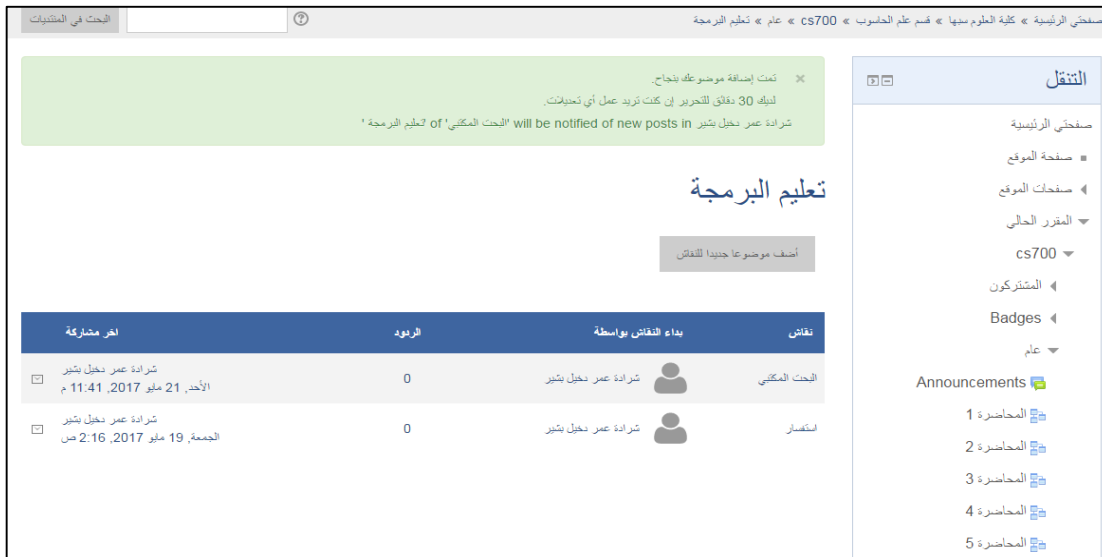 صفحتي الرئيسية » كلية العلوم سبها » قسم علم الحاسوب » cs700 » عام » تعليم البرمجة
البحث في المنتديات
التنقل
صفحتي الرئيسية
صفحة الموقع
صفحات الموقع
المقرر الحالي
cs700
المشتركون
Badges
عام
Announcements
المحاضرة 1
المحاضرة 2
المحاضرة 3
المحاضرة 4
المحاضرة 5
تمت إضافة موضوعك بنجاح.
لديك 30 دقائق للتحرير إن كنت تريد عمل أي تعديلات.
شرادة عمر دخيل بشير will be notified of new posts in 'البحث المكتبي' of 'تعليم البرمجة '
تعليم البرمجة
أضف موضوعا جديدا للنقاش
نقاش بداء النقاش بواسطة الردود اخر مشاركة
البحث المكتبي شرادة عمر دخيل بشير 0 شرادة عمر دخيل بشير
الأحد, 21 مايو 2017, 11:41 م
استفسار شرادة عمر دخيل بشير 0 شرادة عمر دخيل بشير
الجمعة, 19 مايو 2017, 2:16 ص